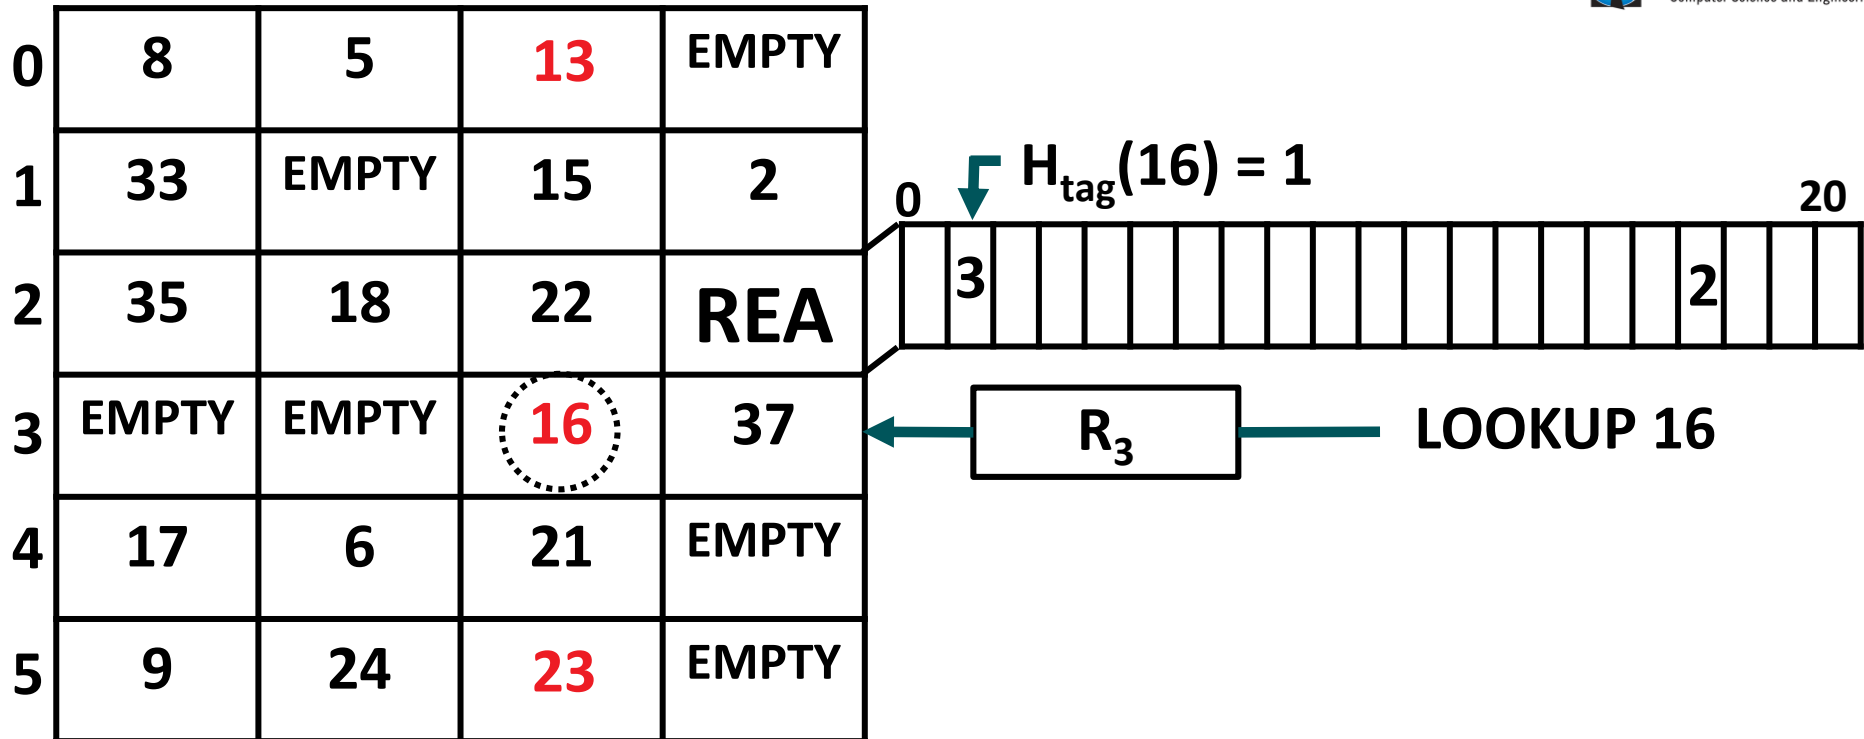 0 8 5 13 EMPTY
1 33 EMPTY 15 2
2 35 18 22 REA
3 EMPTY EMPTY 16 37
4 17 6 21 EMPTY
5 9 24 23 EMPTY
Htag(16) = 1
0 20
3 2
R3 LOOKUP 16